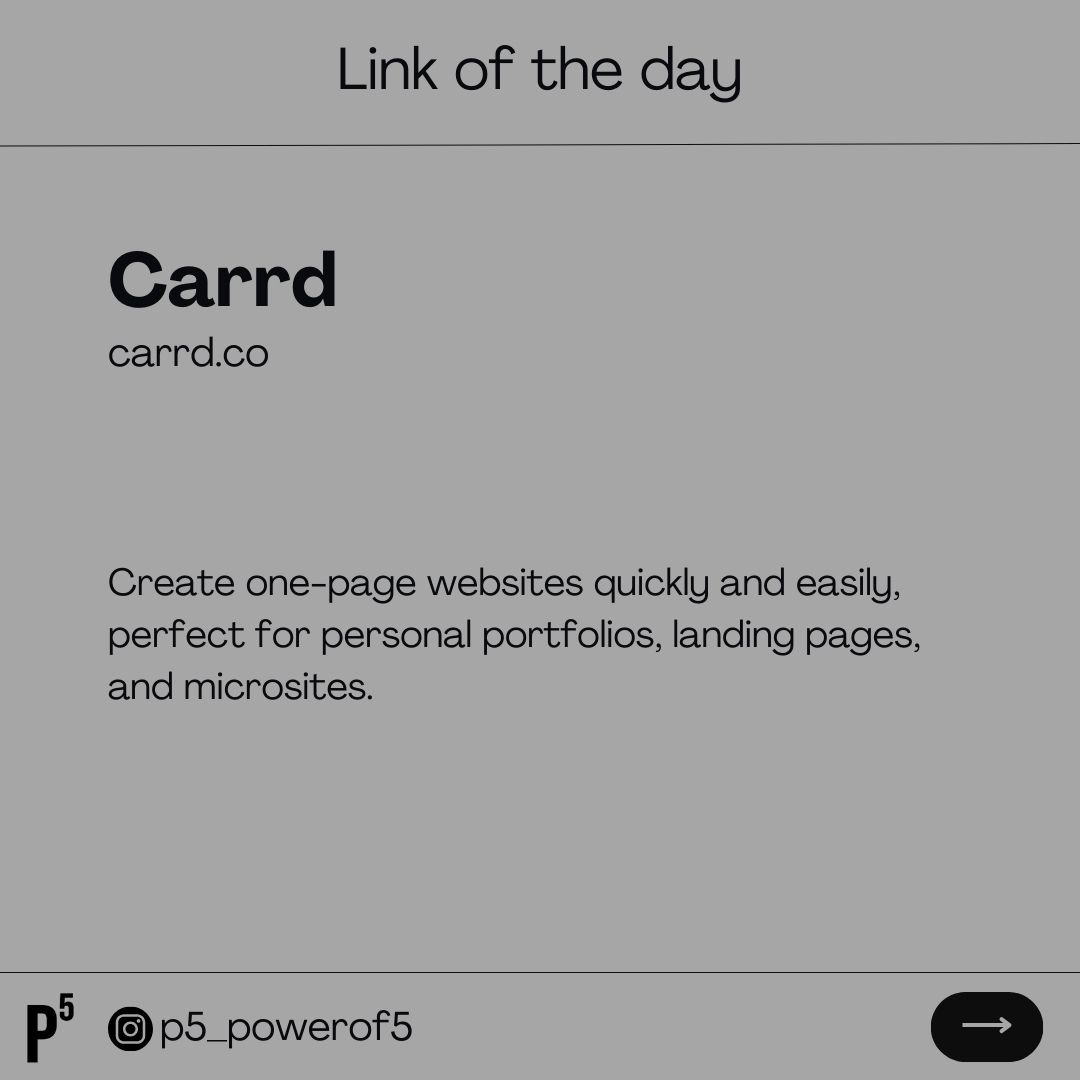 Link of the day
Carrd
carrd.co
Create one-page websites quickly and easily,
perfect for personal portfolios, landing pages,
and microsites.
P⁵ p5_powerof5